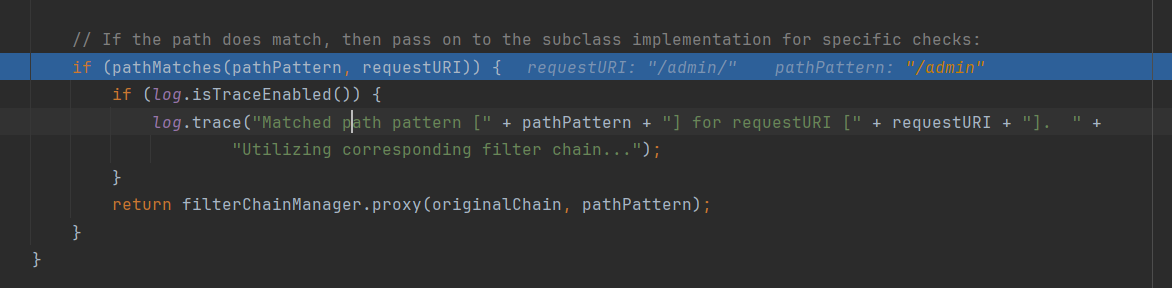 // If the path does match, then pass on to the subclass implementation for specific checks:
if (pathMatches(pathPattern, requestURI)) {   requestURI: "/admin/"    pathPattern: "/admin"
if (log.isTraceEnabled()) {
log.trace("Matched path pattern [" + pathPattern + "] for requestURI [" + requestURI + "].  " +
"Utilizing corresponding filter chain...");
}
return filterChainManager.proxy(originalChain, pathPattern);
}
}